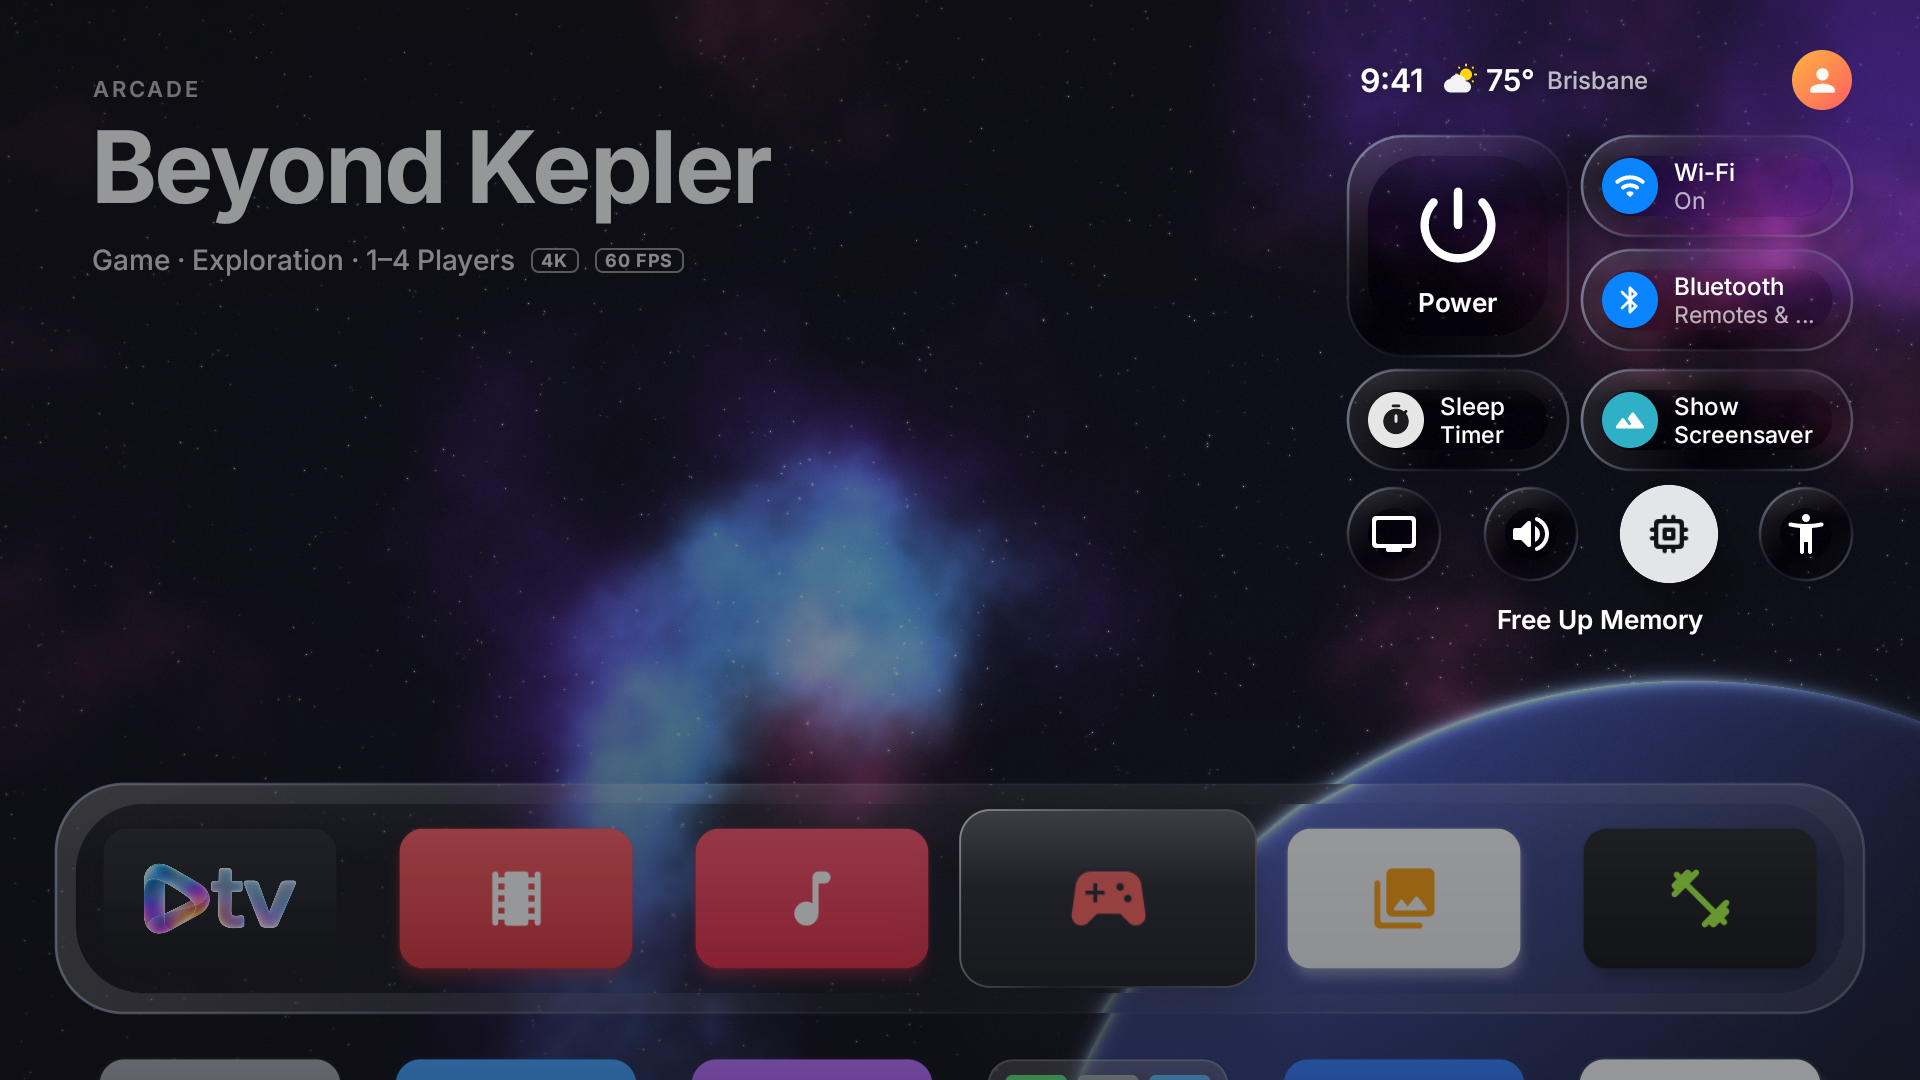 ARCADE
Beyond Kepler
Game · Exploration · 1–4 Players 4K 60 FPS
9:41 75° Brisbane
Power
Wi-Fi
On
Bluetooth
Remotes & ...
Sleep
Timer
Show
Screensaver
Free Up Memory
tv